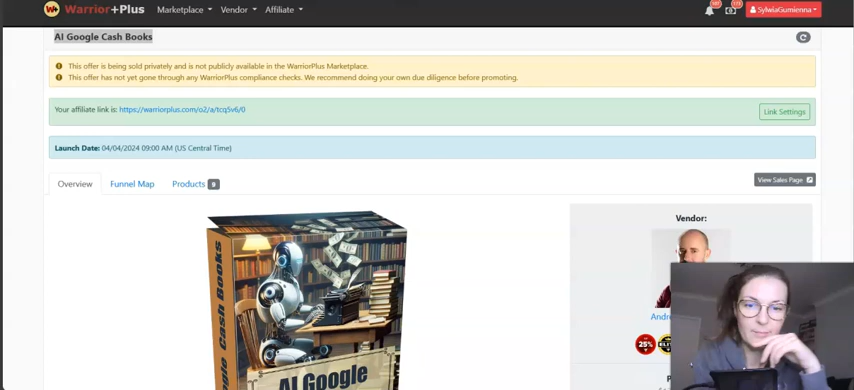 Warrior+Plus
Marketplace
Vendor
Affiliate
SylwiaGumienna
AI Google Cash Books
This offer is being sold privately and is not publicly available in the WarriorPlus Marketplace.
This offer has not yet gone through any WarriorPlus compliance checks. We recommend doing your own due diligence before promoting.
Your affiliate link is: https://warriorplus.com/o2/a/tcq5v6/0
Link Settings
Launch Date: 04/04/2024 09:00 AM (US Central Time)
Overview
Funnel Map
Products 9
View Sales Page
Vendor:
Andre
25%
AI Google